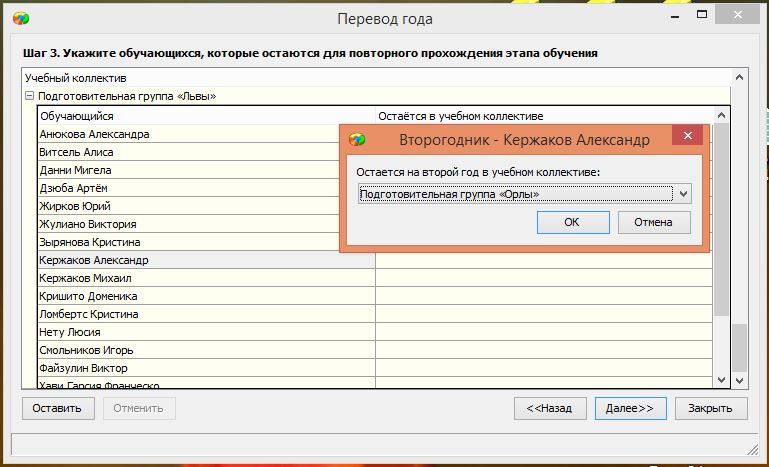 Перевод года
Шаг 3. Укажите обучающихся, которые остаются для повторного прохождения этапа обучения
Учебный коллектив
Подготовительная группа «Львы»
Обучающийся Остаётся в учебном коллективе
Анюкова Александра
Витсель Алиса
Данни Мигела
Дзюба Артём
Жирков Юрий
Жулиано Виктория
Зырянова Кристина
Кержаков Александр
Кержаков Михаил
Кришито Доменика
Ломбертс Кристина
Нету Люсия
Смольников Игорь
Файзулин Виктор
Хави Гарсия Франческо
Второгодник - Кержаков Александр
Остается на второй год в учебном коллективе:
Подготовительная группа «Орлы»
ОК Отмена
Оставить Отменить <<Назад Далее>> Закрыть